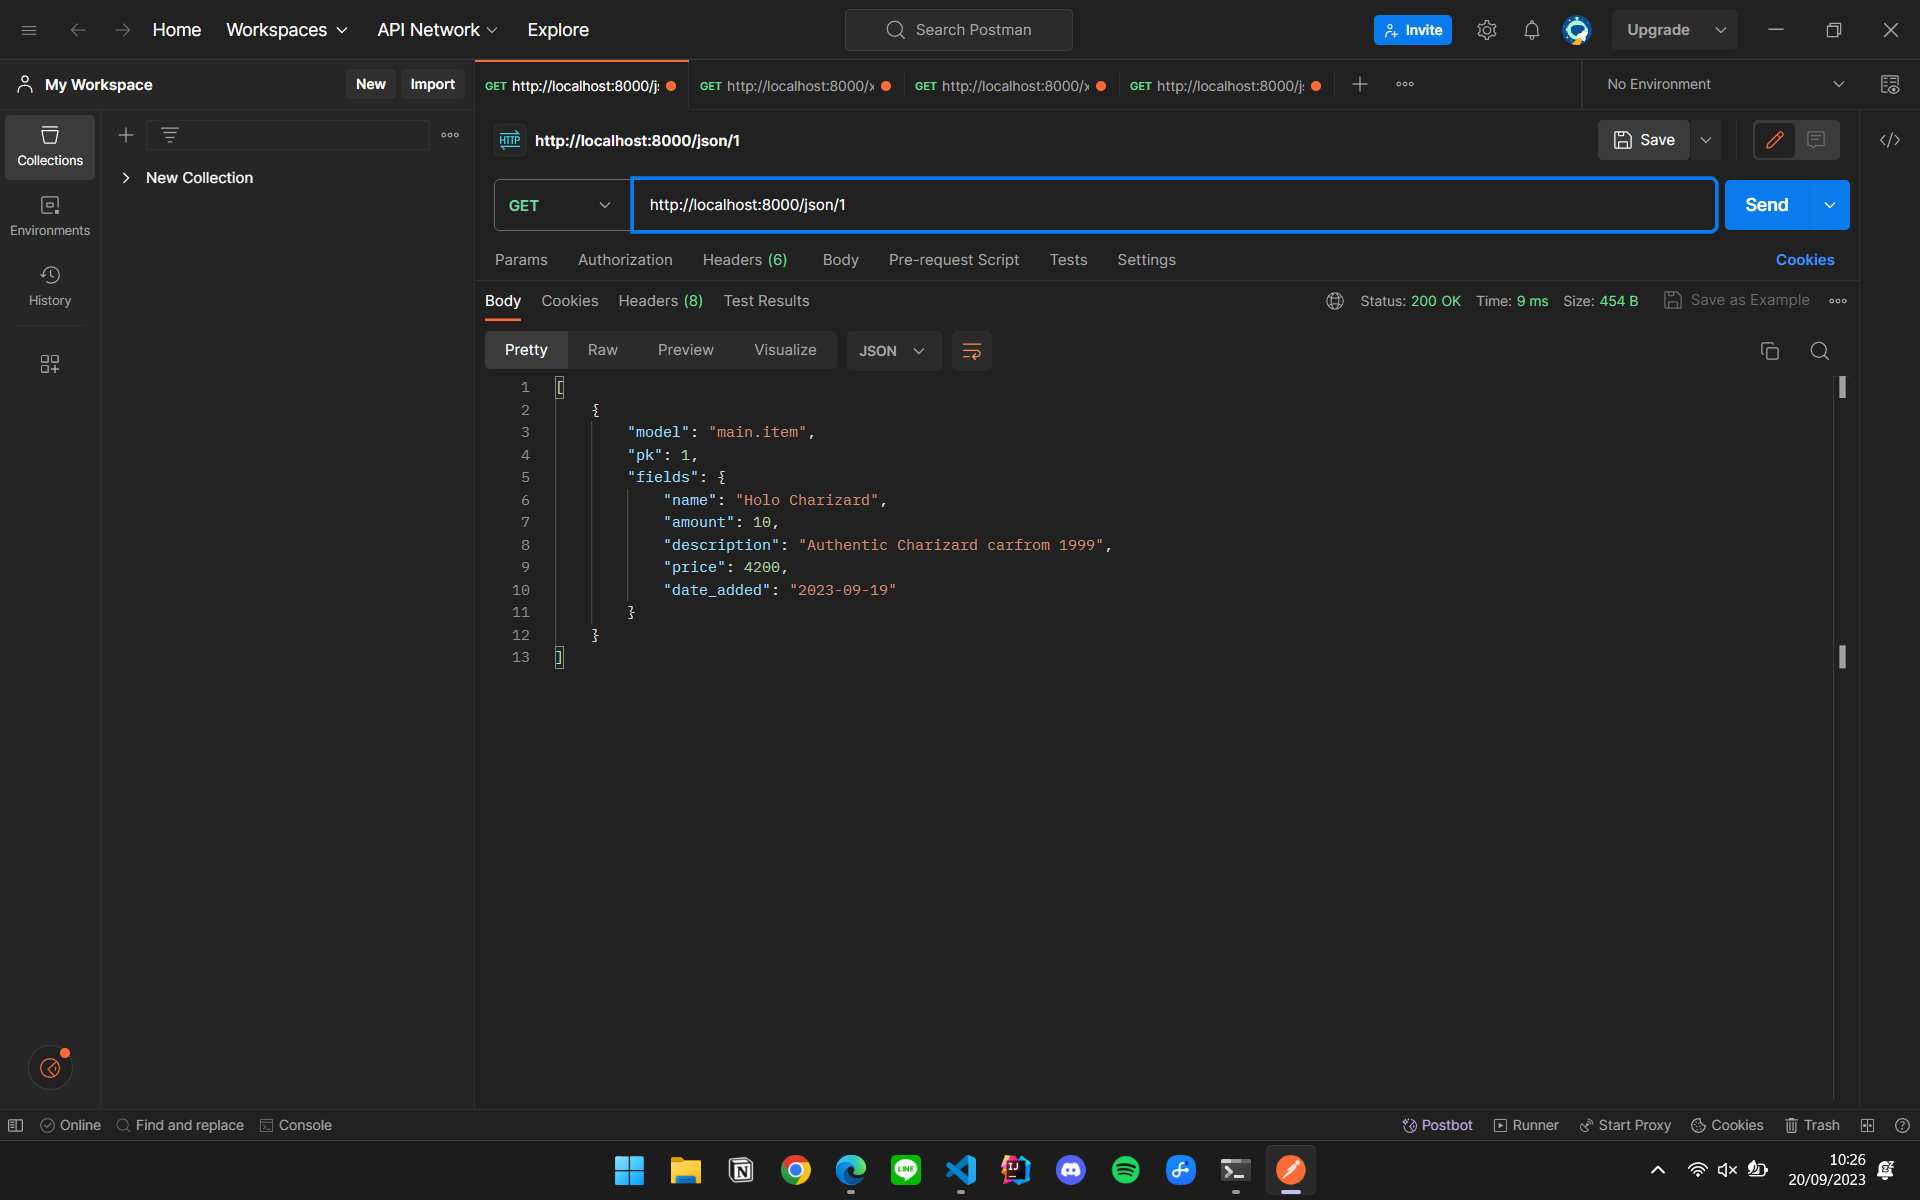 Home Workspaces API Network Explore Search Postman Invite Upgrade
My Workspace New Import GET http://localhost:8000/j GET http://localhost:8000/x GET http://localhost:8000/x GET http://localhost:8000/j No Environment
Collections
Environments
History
New Collection
HTTP http://localhost:8000/json/1 Save
GET http://localhost:8000/json/1 Send
Params Authorization Headers (6) Body Pre-request Script Tests Settings Cookies
Body Cookies Headers (8) Test Results Status: 200 OK Time: 9 ms Size: 454 B Save as Example
Pretty Raw Preview Visualize JSON
1 [
2 {
3 "model": "main.item",
4 "pk": 1,
5 "fields": {
6 "name": "Holo Charizard",
7 "amount": 10,
8 "description": "Authentic Charizard carfrom 1999",
9 "price": 4200,
10 "date_added": "2023-09-19"
11 }
12 }
13 ]
Online Find and replace Console Postbot Runner Start Proxy Cookies Trash
LINE IJ
10:26
20/09/2023